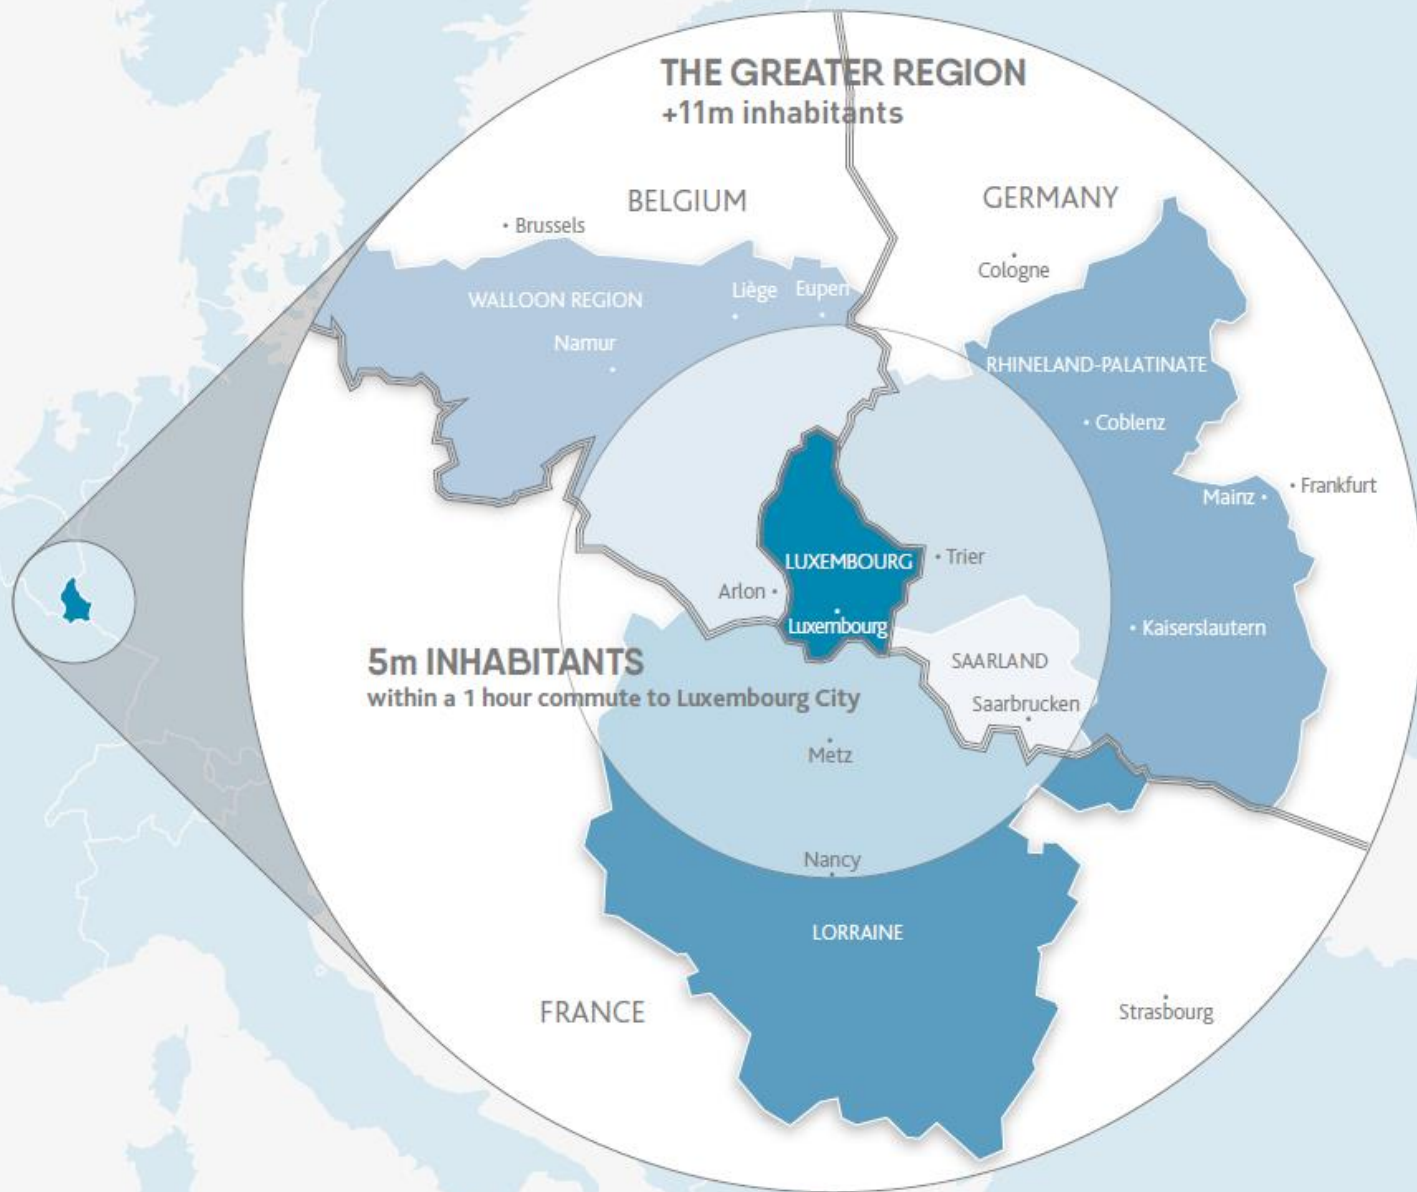 THE GREATER REGION
+11m inhabitants
BELGIUM
GERMANY
Brussels
Cologne
WALLOON REGION
Liège
Eupen
Namur
RHINELAND-PALATINATE
Coblenz
Mainz
Frankfurt
LUXEMBOURG
Trier
Arlon
Luxembourg
Kaiserslautern
5m INHABITANTS
within a 1 hour commute to Luxembourg City
SAARLAND
Saarbrucken
Metz
Nancy
LORRAINE
FRANCE
Strasbourg